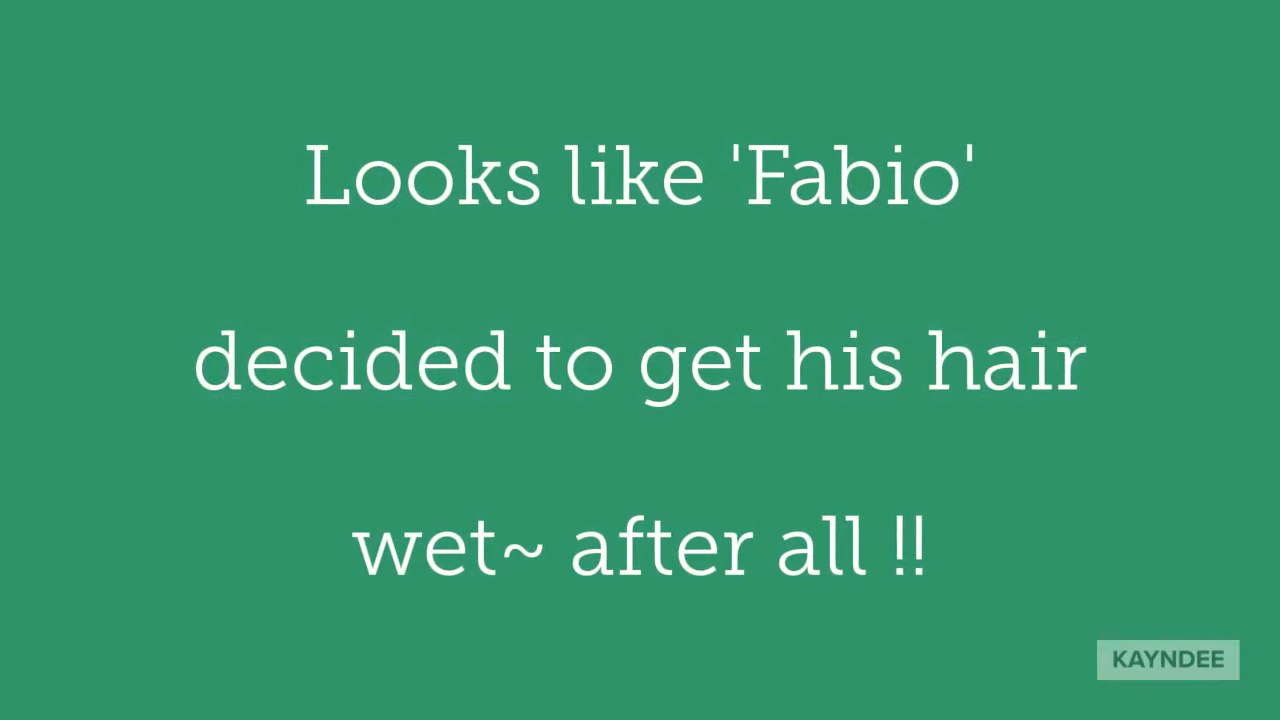 Looks like 'Fabio'
decided to get his hair
wet~ after all !!
KAYNDEE